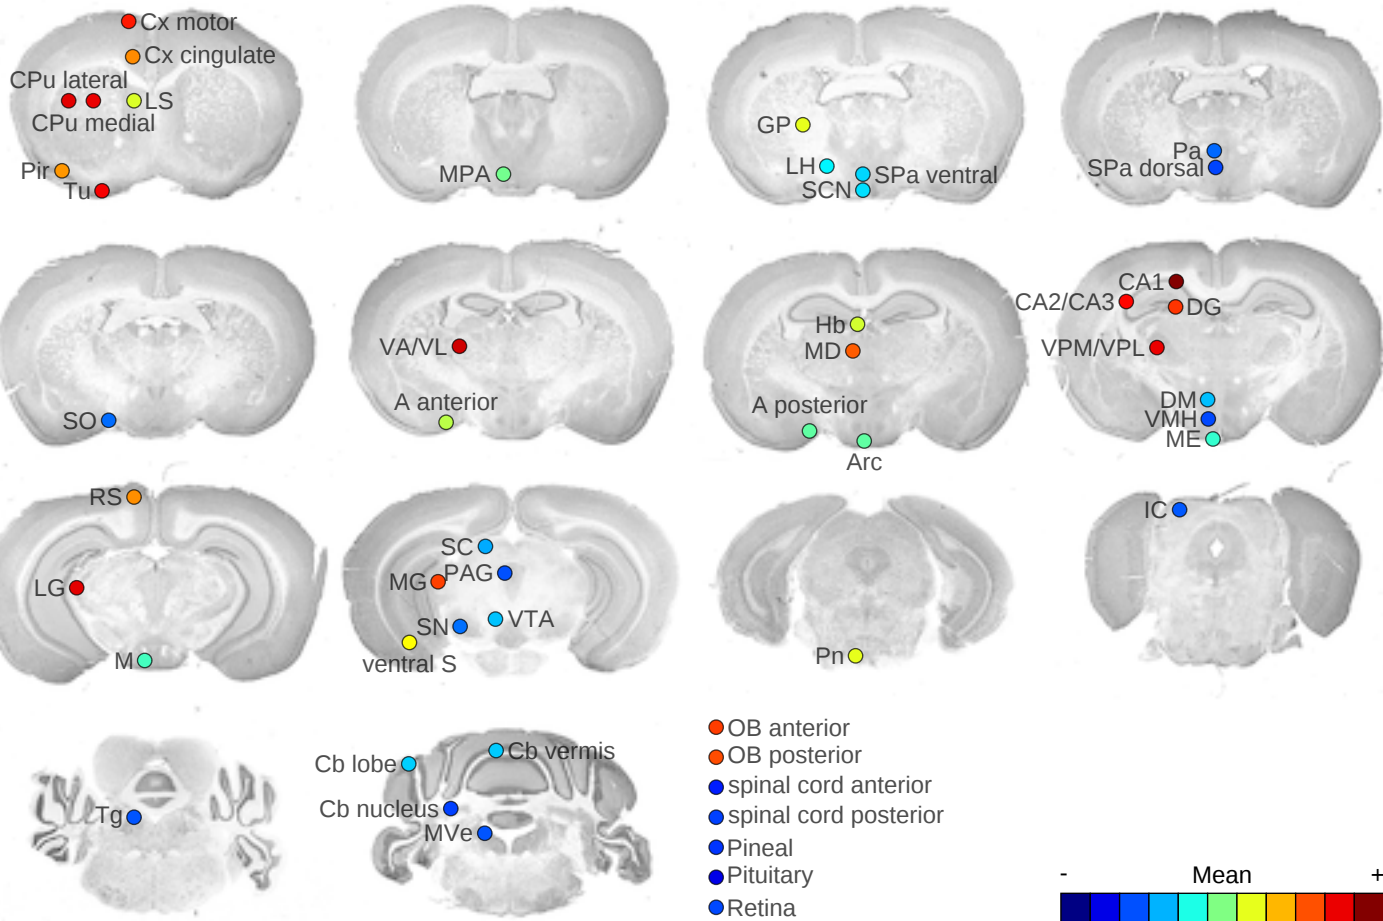 Cx motor
Cx cingulate
CPu lateral
LS
CPu medial
Pir
Tu
MPA
GP
LH
SPa ventral
SCN
Pa
SPa dorsal
SO
VA/VL
A anterior
Hb
MD
A posterior
Arc
CA1
CA2/CA3
DG
VPM/VPL
DM
VMH
ME
RS
LG
M
SC
MG
PAG
SN
VTA
ventral S
Pn
IC
Tg
Cb lobe
Cb vermis
Cb nucleus
MVe
OB anterior
OB posterior
spinal cord anterior
spinal cord posterior
Pineal
Pituitary
Retina
- Mean +